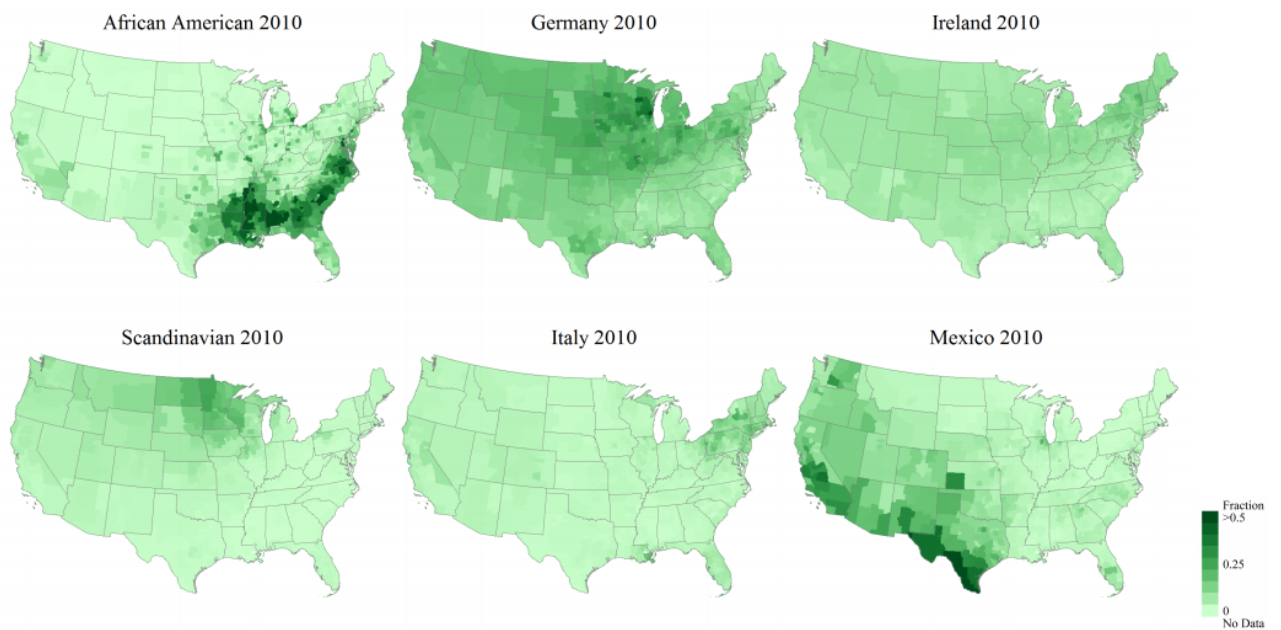 African American 2010
Germany 2010
Ireland 2010
Scandinavian 2010
Italy 2010
Mexico 2010
Fraction
>0.5
0.25
0
No Data